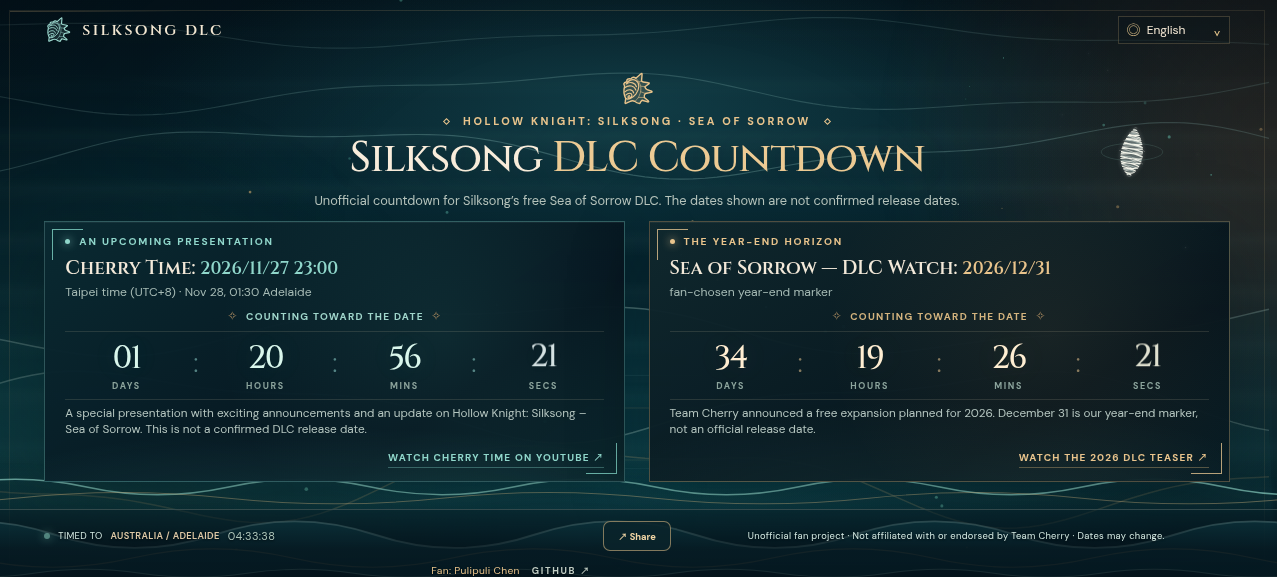 SILKSONG DLC
English
HOLLOW KNIGHT: SILKSONG · SEA OF SORROW
SILKSONG DLC COUNTDOWN
Unofficial countdown for Silksong's free Sea of Sorrow DLC. The dates shown are not confirmed release dates.
AN UPCOMING PRESENTATION
CHERRY TIME: 2026/11/27 23:00
Taipei time (UTC+8) · Nov 28, 01:30 Adelaide
COUNTING TOWARD THE DATE
01 : 20 : 56 : 21
DAYS HOURS MINS SECS
A special presentation with exciting announcements and an update on Hollow Knight: Silksong –
Sea of Sorrow. This is not a confirmed DLC release date.
WATCH CHERRY TIME ON YOUTUBE ↗
THE YEAR-END HORIZON
SEA OF SORROW — DLC WATCH: 2026/12/31
fan-chosen year-end marker
COUNTING TOWARD THE DATE
34 : 19 : 26 : 21
DAYS HOURS MINS SECS
Team Cherry announced a free expansion planned for 2026. December 31 is our year-end marker,
not an official release date.
WATCH THE 2026 DLC TEASER ↗
TIMED TO AUSTRALIA / ADELAIDE 04:33:38
↗ Share
Unofficial fan project · Not affiliated with or endorsed by Team Cherry · Dates may change.
Fan: Pulipuli Chen GITHUB ↗